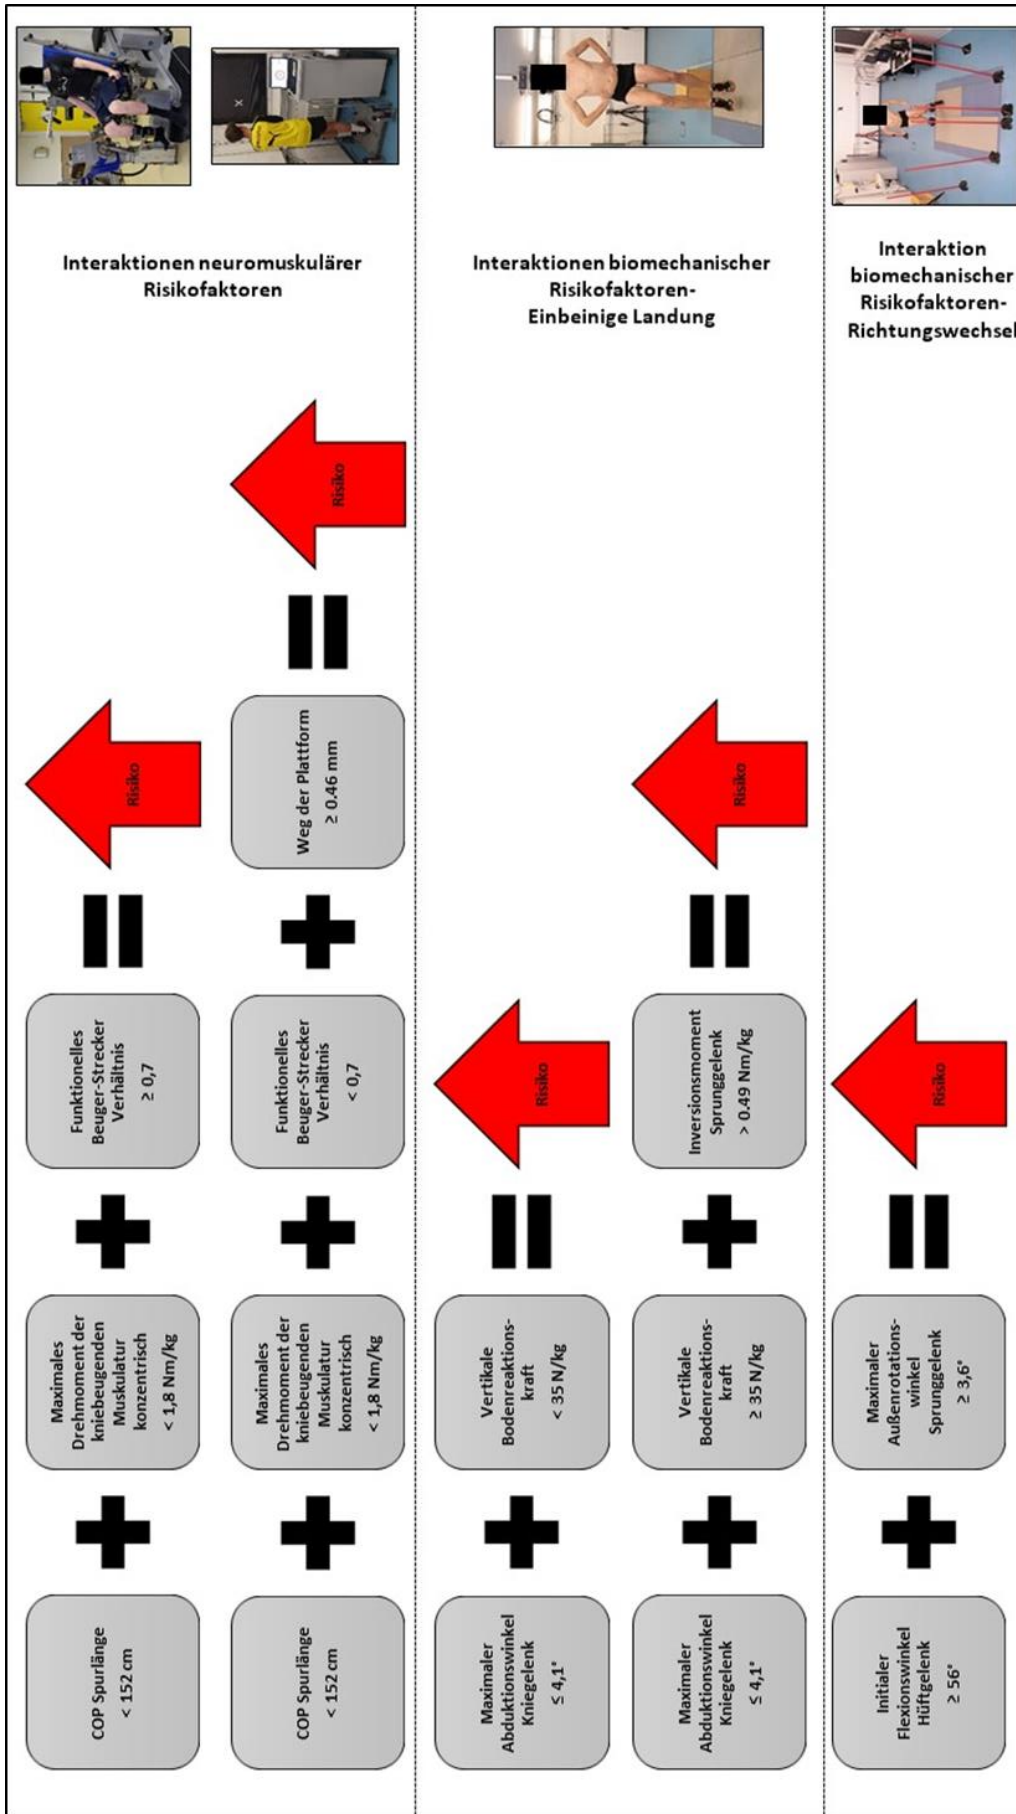 Interaktionen neuromuskulärer
Risikofaktoren
COP Spurlänge
< 152 cm
Maximales
Drehmoment der
kniebeugenden
Muskulatur
konzentrisch
< 1,8 Nm/kg
Funktionelles
Beuger-Strecker
Verhältnis
≥ 0,7
Risiko
COP Spurlänge
< 152 cm
Maximales
Drehmoment der
kniebeugenden
Muskulatur
konzentrisch
< 1,8 Nm/kg
Funktionelles
Beuger-Strecker
Verhältnis
< 0,7
Weg der Plattform
≥ 0.46 mm
Risiko
Interaktionen biomechanischer
Risikofaktoren-
Einbeinige Landung
Maximaler
Abduktionswinkel
Kniegelenk
≤ 4,1°
Vertikale
Bodenreaktions-
kraft
< 35 N/kg
Risiko
Maximaler
Abduktionswinkel
Kniegelenk
≤ 4,1°
Vertikale
Bodenreaktions-
kraft
≥ 35 N/kg
Inversionsmoment
Sprunggelenk
> 0.49 Nm/kg
Risiko
Interaktion
biomechanischer
Risikofaktoren-
Richtungswechsel
Initialer
Flexionswinkel
Hüftgelenk
≥ 56°
Maximaler
Außenrotations-
winkel
Sprunggelenk
≥ 3,6°
Risiko